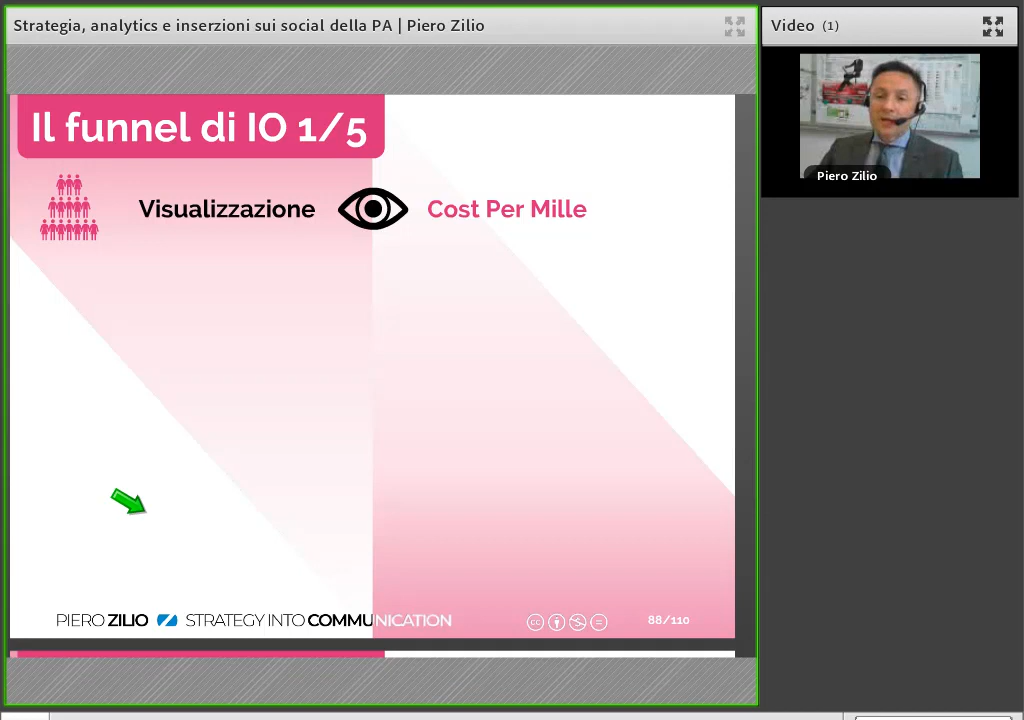 Strategia, analytics e inserzioni sui social della PA | Piero Zilio
Video (1)
Piero Zilio
Il funnel di IO 1/5
Visualizzazione
Cost Per Mille
PIERO ZILIO STRATEGY INTO COMMUNICATION
cc
88/110